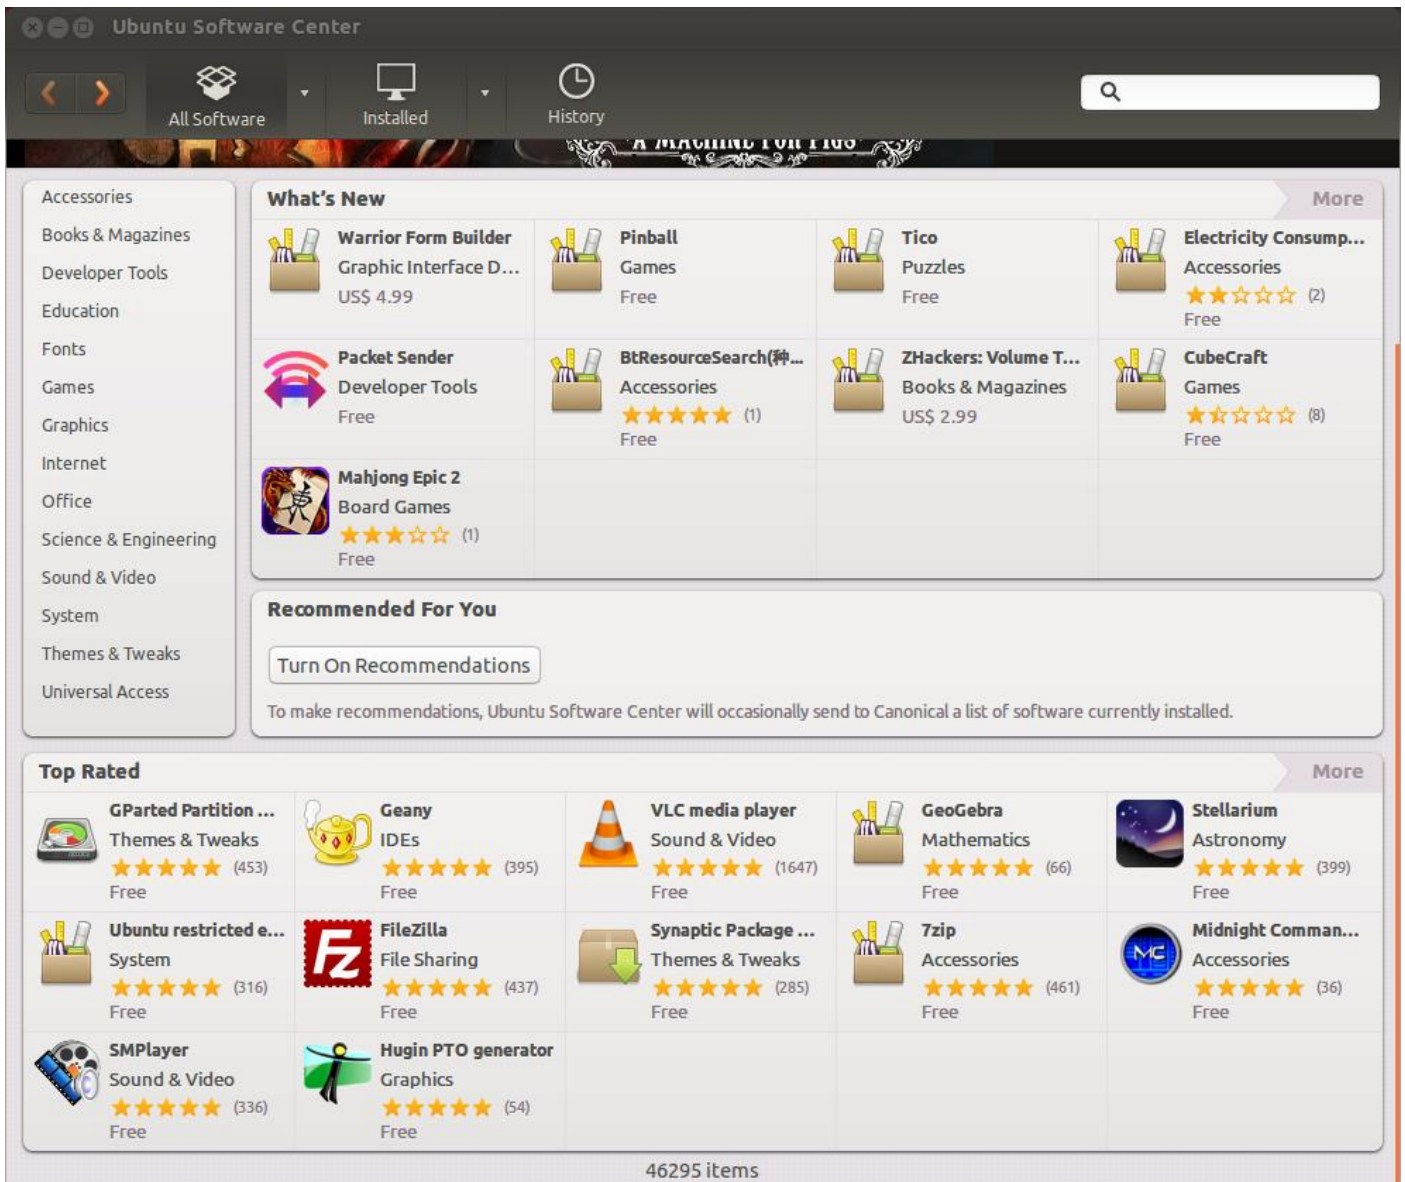 Ubuntu Software Center
All Software
Installed
History
A MACHINE FOR PIGS
Accessories
Books & Magazines
Developer Tools
Education
Fonts
Games
Graphics
Internet
Office
Science & Engineering
Sound & Video
System
Themes & Tweaks
Universal Access
What's New
More
Warrior Form Builder
Graphic Interface D...
US$ 4.99
Pinball
Games
Free
Tico
Puzzles
Free
Electricity Consump...
Accessories
(2)
Free
Packet Sender
Developer Tools
Free
BtResourceSearch(种...
Accessories
(1)
Free
ZHackers: Volume T...
Books & Magazines
US$ 2.99
CubeCraft
Games
(8)
Free
Mahjong Epic 2
Board Games
(1)
Free
Recommended For You
Turn On Recommendations
To make recommendations, Ubuntu Software Center will occasionally send to Canonical a list of software currently installed.
Top Rated
More
GParted Partition ...
Themes & Tweaks
(453)
Free
Geany
IDEs
(395)
Free
VLC media player
Sound & Video
(1647)
Free
GeoGebra
Mathematics
(66)
Free
Stellarium
Astronomy
(399)
Free
Ubuntu restricted e...
System
(316)
Free
FileZilla
File Sharing
(437)
Free
Synaptic Package ...
Themes & Tweaks
(285)
Free
7zip
Accessories
(461)
Free
Midnight Comman...
Accessories
(36)
Free
SMPlayer
Sound & Video
(336)
Free
Hugin PTO generator
Graphics
(54)
Free
46295 items